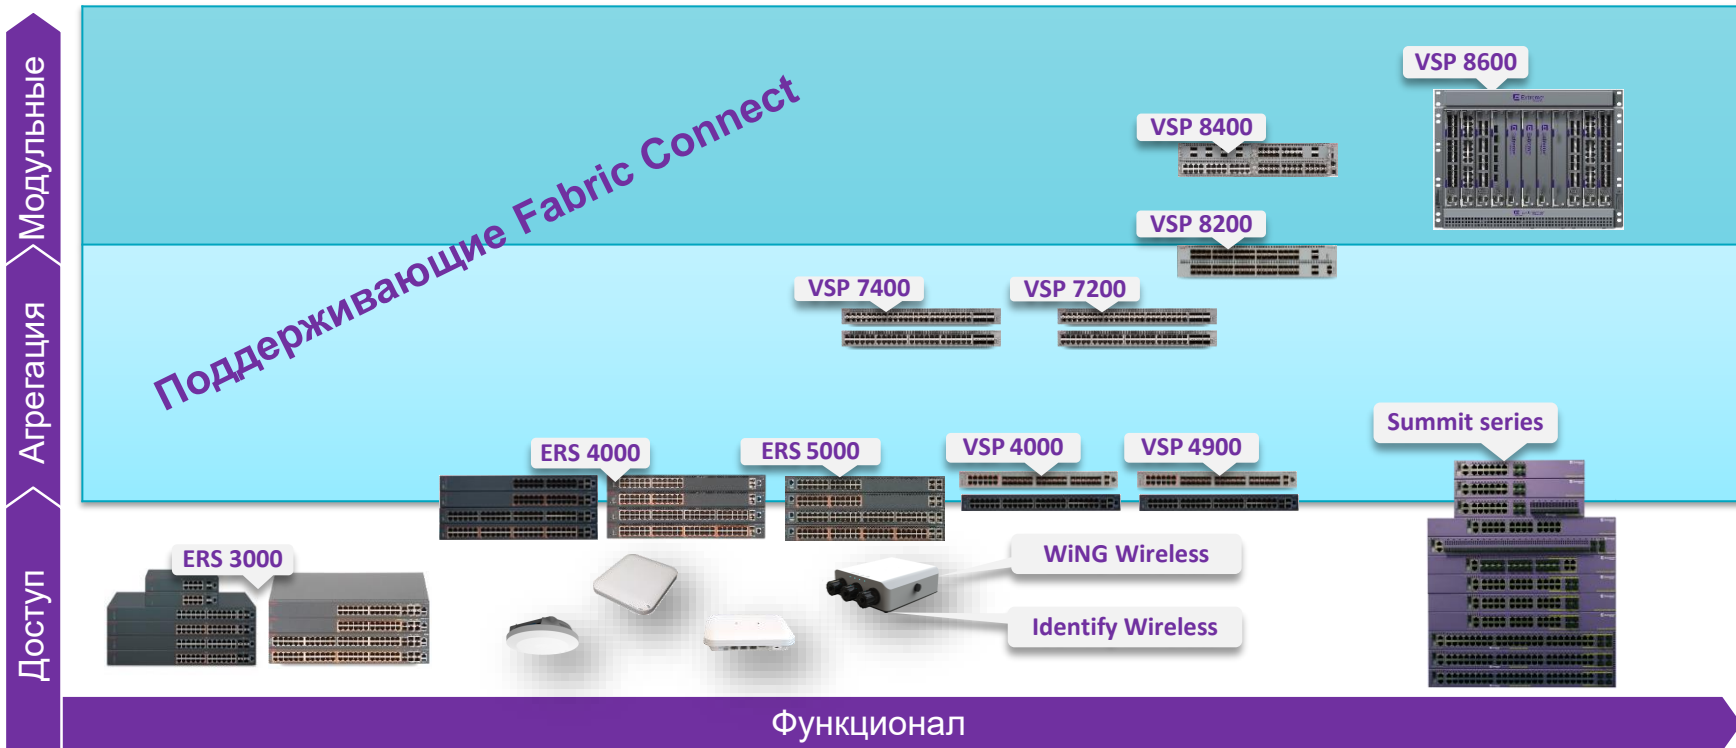 Модульные
Агрегация
Доступ
Поддерживающие Fabric Connect
VSP 8600
VSP 8400
VSP 8200
VSP 7400
VSP 7200
Summit series
ERS 4000
ERS 5000
VSP 4000
VSP 4900
ERS 3000
WiNG Wireless
Identify Wireless
Функционал